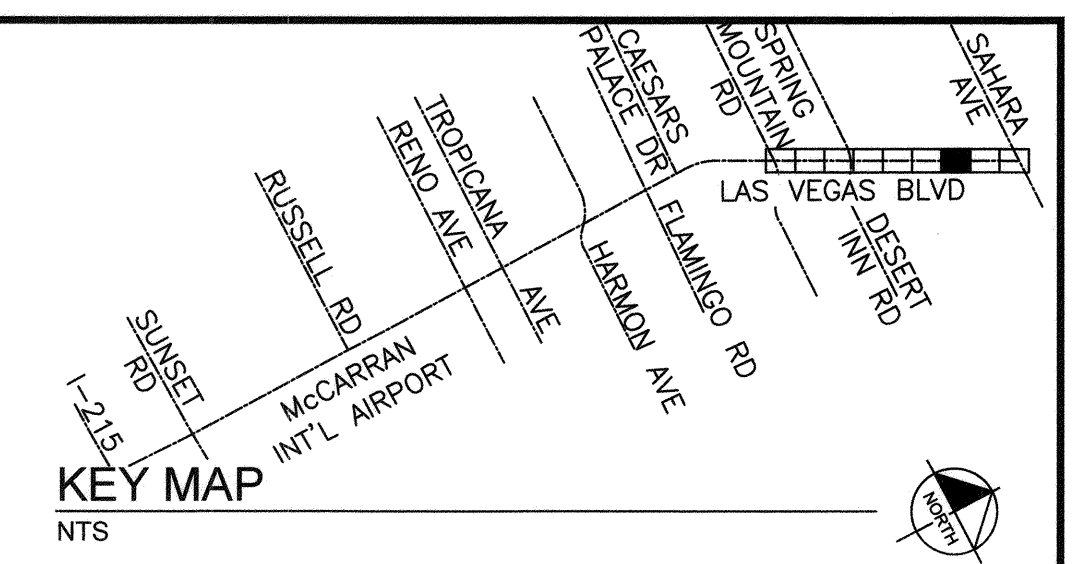 I-215
SUNSET
RD
RUSSELL RD
McCARRAN
INT'L AIRPORT
RENO AVE
TROPICANA
AVE
HARMON AVE
CAESARS
PALACE DR
FLAMINGO RD
SPRING
MOUNTAIN
RD
LAS VEGAS BLVD
DESERT
INN RD
SAHARA
AVE
KEY MAP
NTS
NORTH